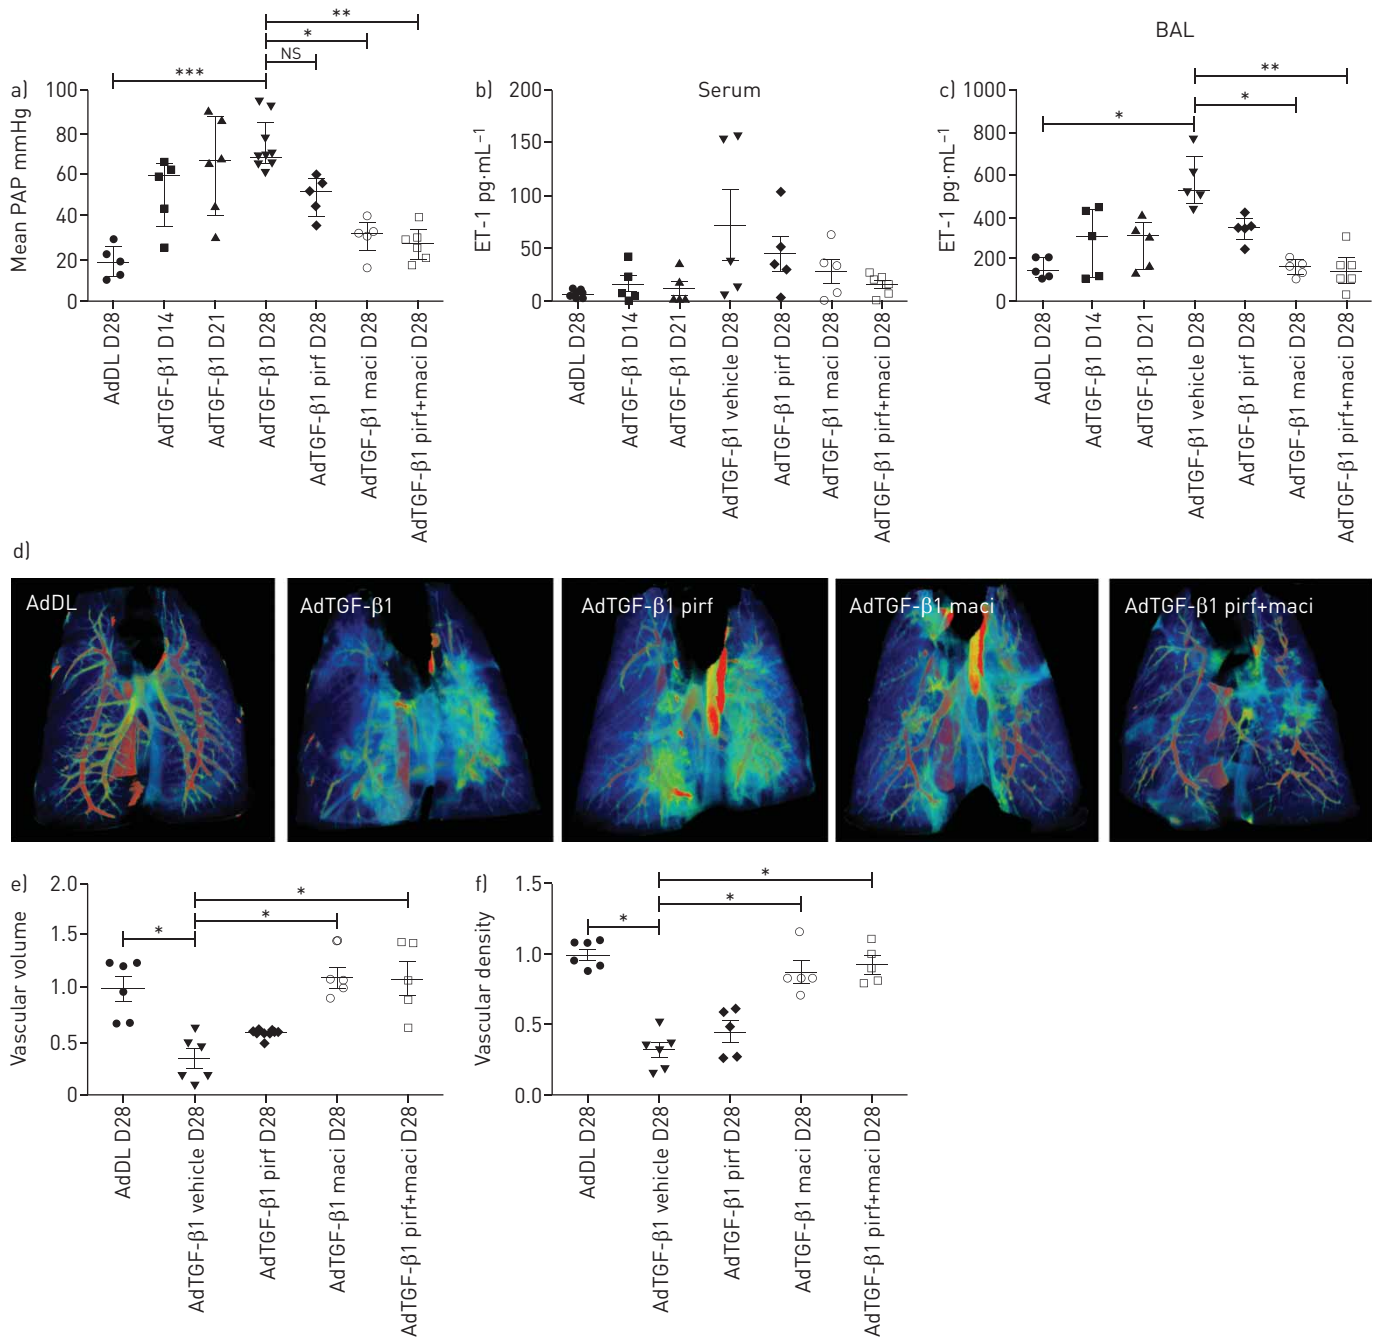 a)
Mean PAP mmHg
100
80
60
40
20
0
***
NS
*
**
AdDL D28
AdTGF-β1 D14
AdTGF-β1 D21
AdTGF-β1 D28
AdTGF-β1 pirf D28
AdTGF-β1 maci D28
AdTGF-β1 pirf+maci D28
b)
Serum
ET-1 pg·mL⁻¹
200
150
100
50
0
AdDL D28
AdTGF-β1 D14
AdTGF-β1 D21
AdTGF-β1 vehicle D28
AdTGF-β1 pirf D28
AdTGF-β1 maci D28
AdTGF-β1 pirf+maci D28
c)
BAL
ET-1 pg·mL⁻¹
1000
800
600
400
200
0
*
*
**
AdDL D28
AdTGF-β1 D14
AdTGF-β1 D21
AdTGF-β1 vehicle D28
AdTGF-β1 pirf D28
AdTGF-β1 maci D28
AdTGF-β1 pirf+maci D28
d)
AdDL
AdTGF-β1
AdTGF-β1 pirf
AdTGF-β1 maci
AdTGF-β1 pirf+maci
e)
Vascular volume
2.0
1.5
1.0
0.5
0
*
*
*
AdDL D28
AdTGF-β1 vehicle D28
AdTGF-β1 pirf D28
AdTGF-β1 maci D28
AdTGF-β1 pirf+maci D28
f)
Vascular density
1.5
1.0
0.5
0.0
*
*
*
AdDL D28
AdTGF-β1 vehicle D28
AdTGF-β1 pirf D28
AdTGF-β1 maci D28
AdTGF-β1 pirf+maci D28